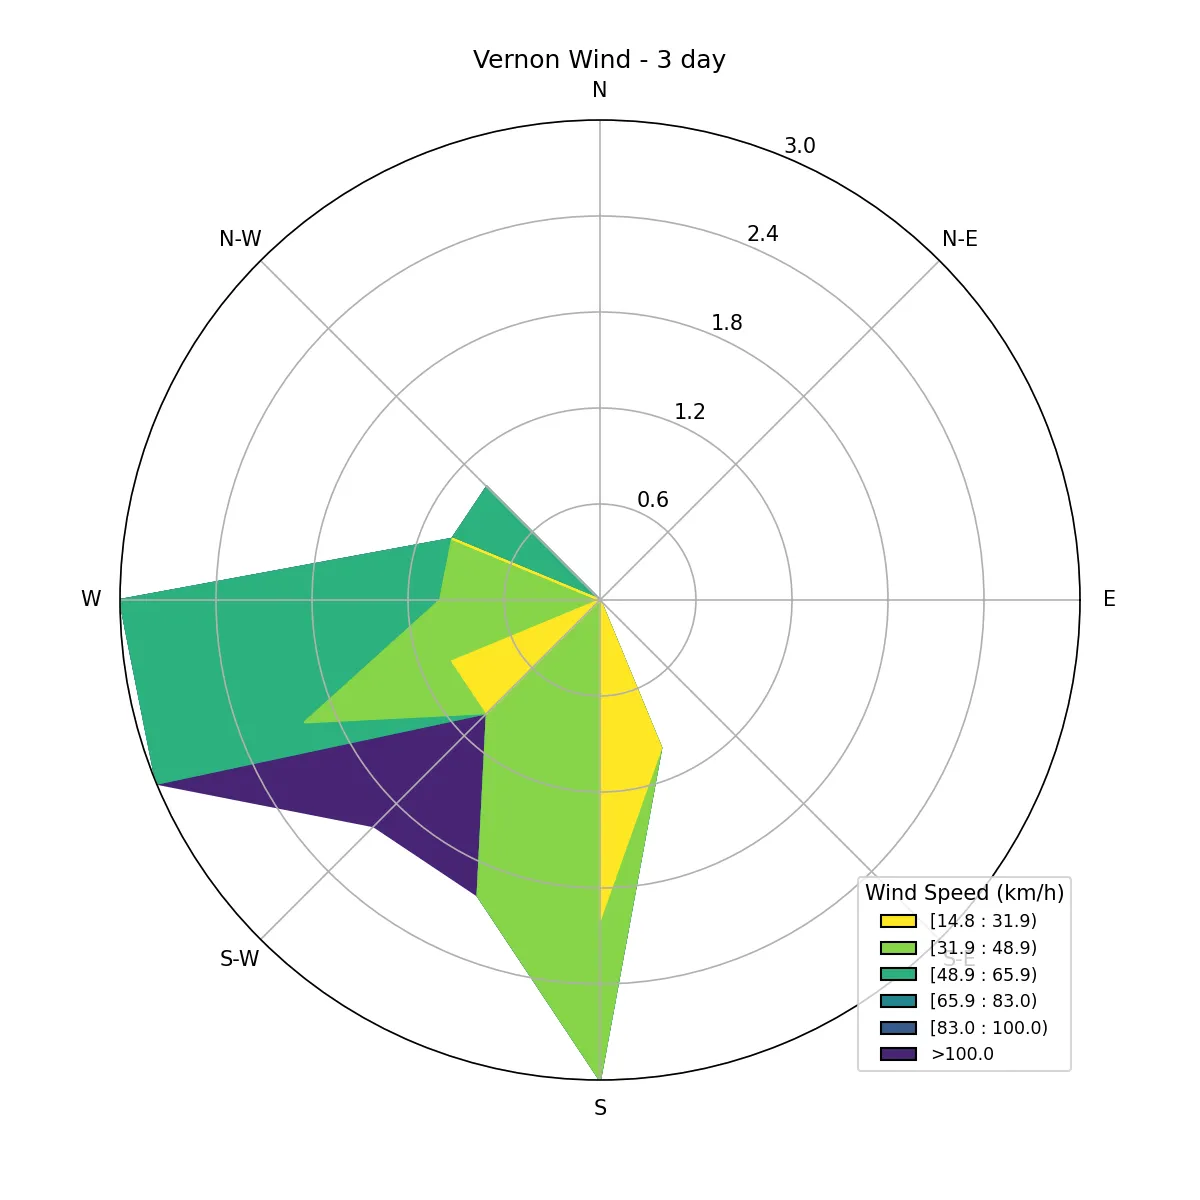 Vernon Wind - 3 day
N
3.0
N-W
N-E
2.4
1.8
1.2
0.6
W
E
S-W
S-E
S
Wind Speed (km/h)
[14.8 : 31.9)
[31.9 : 48.9)
[48.9 : 65.9)
[65.9 : 83.0)
[83.0 : 100.0)
>100.0